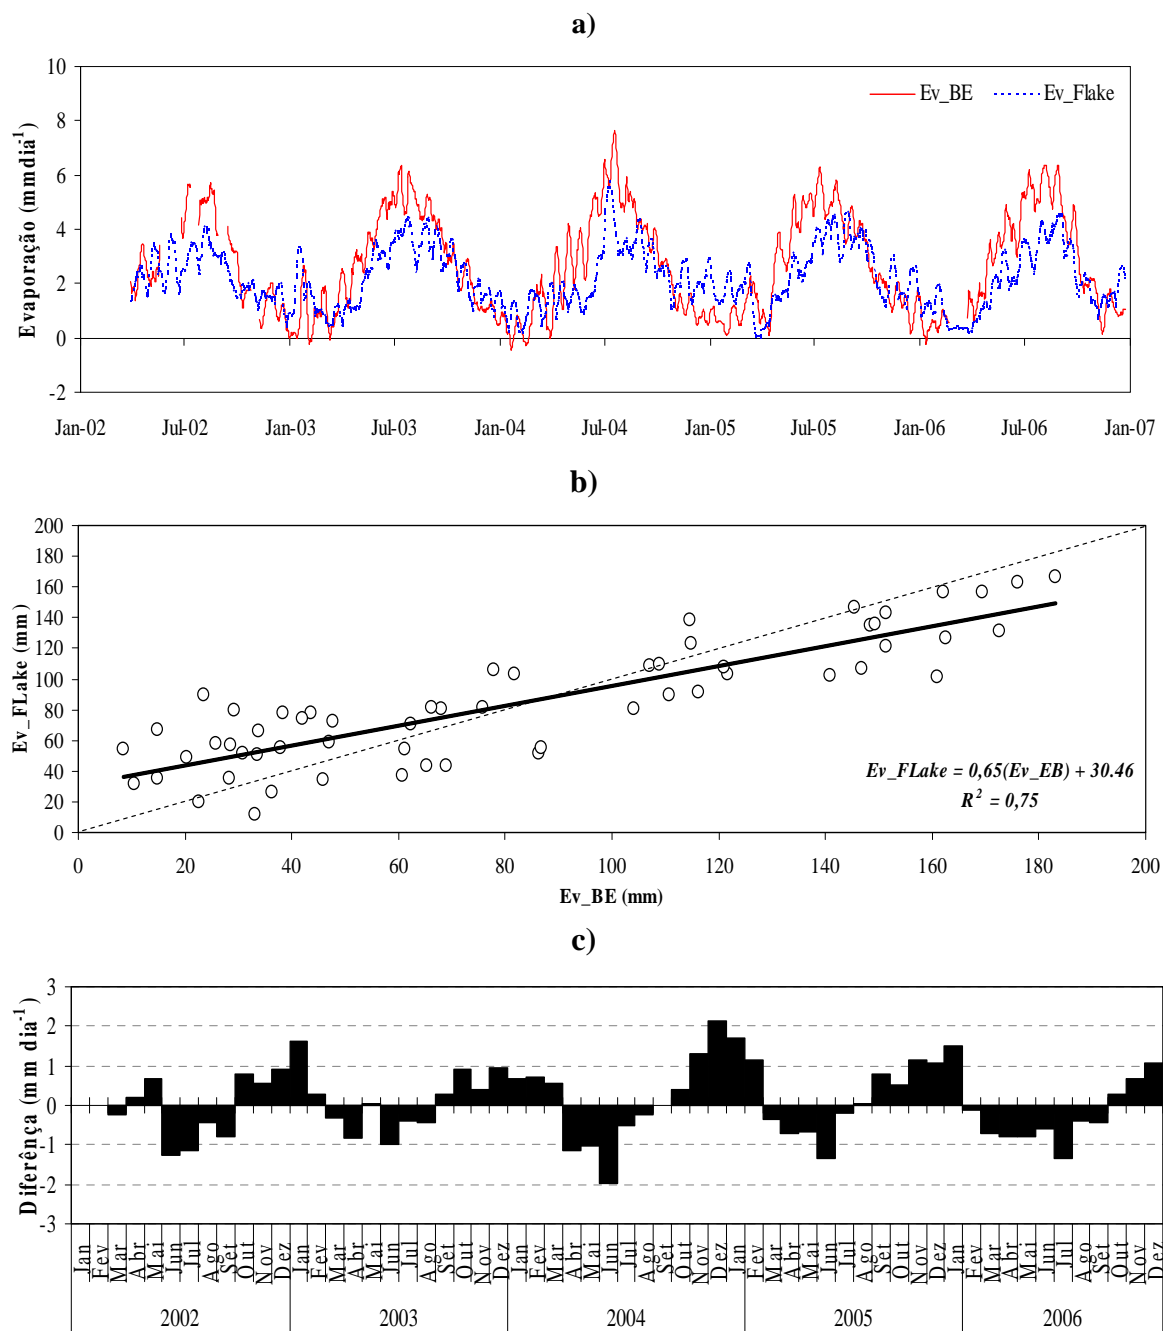 a)
Evaporação (mmdia-1)
10
8
6
4
2
0
-2
Ev_BE Ev_Flake
Jan-02 Jul-02 Jan-03 Jul-03 Jan-04 Jul-04 Jan-05 Jul-05 Jan-06 Jul-06 Jan-07
b)
Ev_FLake (mm)
200
180
160
140
120
100
80
60
40
20
0
Ev_FLake = 0,65(Ev_EB) + 30.46
R² = 0,75
0 20 40 60 80 100 120 140 160 180 200
Ev_BE (mm)
c)
Diferênça (mm dia-1)
3
2
1
0
-1
-2
-3
Jan Fev Mar Abr Mai Jun Jul Ago Set Out Nov Dez Jan Fev Mar Abr Mai Jun Jul Ago Set Out Nov Dez Jan Fev Mar Abr Mai Jun Jul Ago Set Out Nov Dez Jan Fev Mar Abr Mai Jun Jul Ago Set Out Nov Dez Jan Fev Mar Abr Mai Jun Jul Ago Set Out Nov Dez
2002 2003 2004 2005 2006